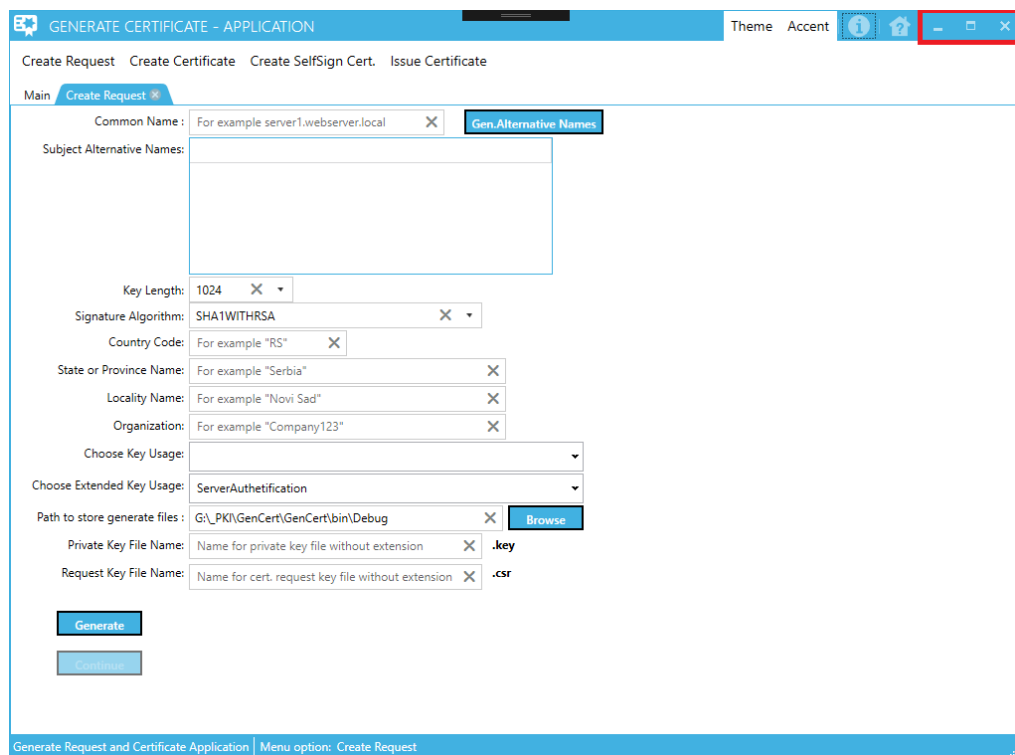 GENERATE CERTIFICATE - APPLICATION Theme Accent
Create Request Create Certificate Create SelfSign Cert. Issue Certificate
Main Create Request
Common Name : For example server1.webserver.local Gen.Alternative Names
Subject Alternative Names:
Key Length: 1024
Signature Algorithm: SHA1WITHRSA
Country Code: For example "RS"
State or Province Name: For example "Serbia"
Locality Name: For example "Novi Sad"
Organization: For example "Company123"
Choose Key Usage:
Choose Extended Key Usage: ServerAuthetification
Path to store generate files : G:\_PKI\GenCert\GenCert\bin\Debug Browse
Private Key File Name: Name for private key file without extension .key
Request Key File Name: Name for cert. request key file without extension .csr
Generate
Continue
Generate Request and Certificate Application Menu option: Create Request